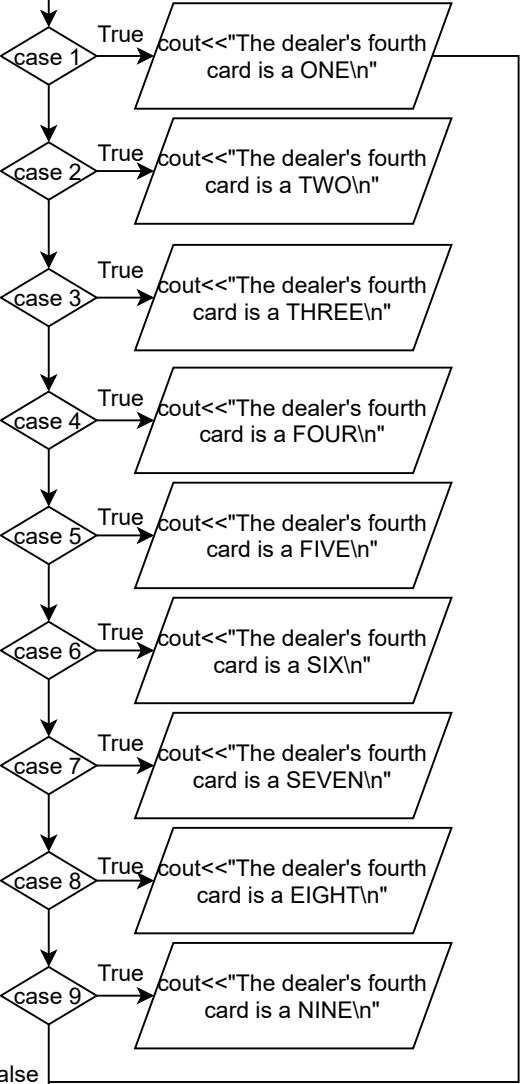 True
case 1
cout<<"The dealer's fourth
card is a ONE\n"
True
case 2
cout<<"The dealer's fourth
card is a TWO\n"
True
case 3
cout<<"The dealer's fourth
card is a THREE\n"
True
case 4
cout<<"The dealer's fourth
card is a FOUR\n"
True
case 5
cout<<"The dealer's fourth
card is a FIVE\n"
True
case 6
cout<<"The dealer's fourth
card is a SIX\n"
True
case 7
cout<<"The dealer's fourth
card is a SEVEN\n"
True
case 8
cout<<"The dealer's fourth
card is a EIGHT\n"
True
case 9
cout<<"The dealer's fourth
card is a NINE\n"
alse